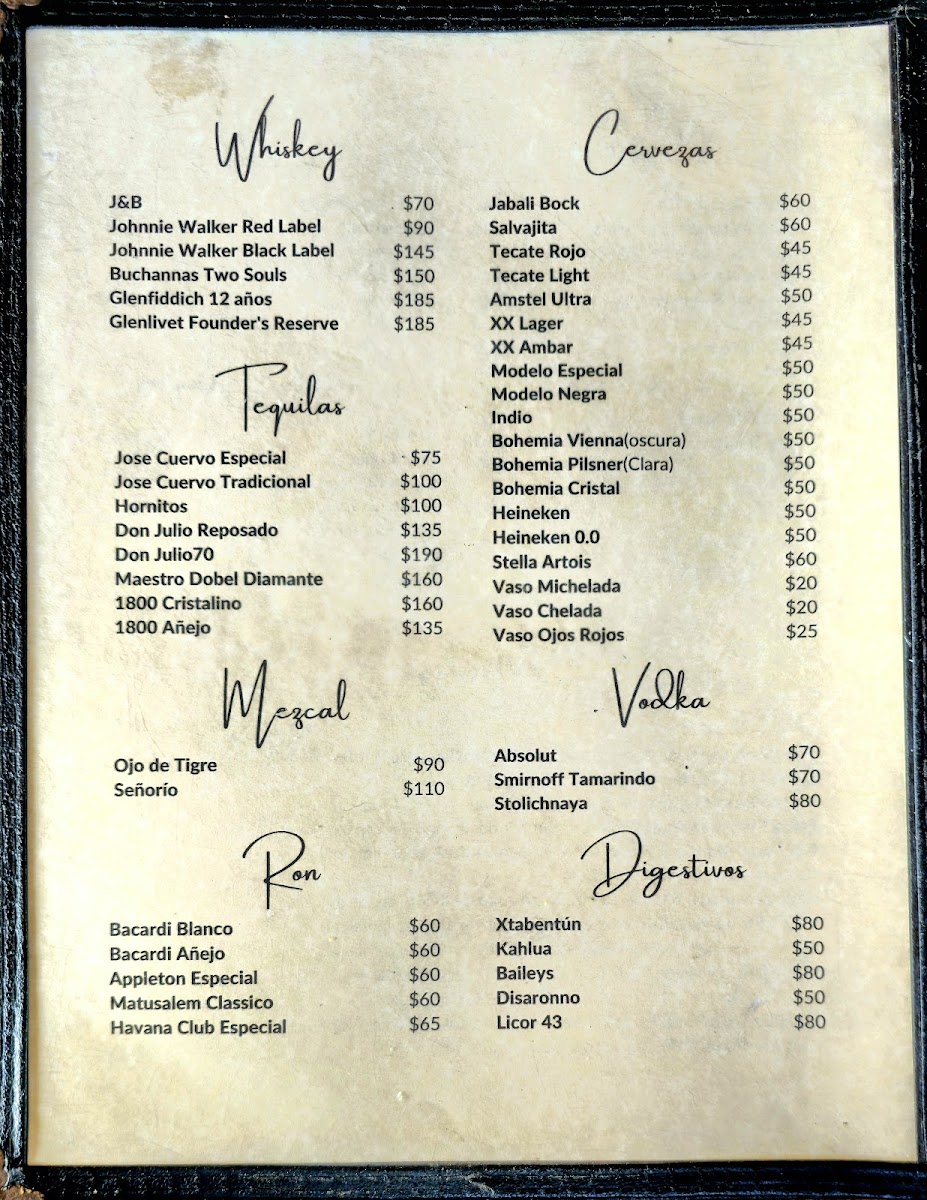 Whiskey
J&B $70
Johnnie Walker Red Label $90
Johnnie Walker Black Label $145
Buchannas Two Souls $150
Glenfiddich 12 años $185
Glenlivet Founder's Reserve $185
Tequilas
Jose Cuervo Especial $75
Jose Cuervo Tradicional $100
Hornitos $100
Don Julio Reposado $135
Don Julio70 $190
Maestro Dobel Diamante $160
1800 Cristalino $160
1800 Añejo $135
Mezcal
Ojo de Tigre $90
Señorío $110
Ron
Bacardi Blanco $60
Bacardi Añejo $60
Appleton Especial $60
Matusalem Classico $60
Havana Club Especial $65
Cervezas
Jabali Bock $60
Salvajita $60
Tecate Rojo $45
Tecate Light $45
Amstel Ultra $50
XX Lager $45
XX Ambar $45
Modelo Especial $50
Modelo Negra $50
Indio $50
Bohemia Vienna(oscura) $50
Bohemia Pilsner(Clara) $50
Bohemia Cristal $50
Heineken $50
Heineken 0.0 $50
Stella Artois $60
Vaso Michelada $20
Vaso Chelada $20
Vaso Ojos Rojos $25
Vodka
Absolut $70
Smirnoff Tamarindo $70
Stolichnaya $80
Digestivos
Xtabentún $80
Kahlua $50
Baileys $80
Disaronno $50
Licor 43 $80